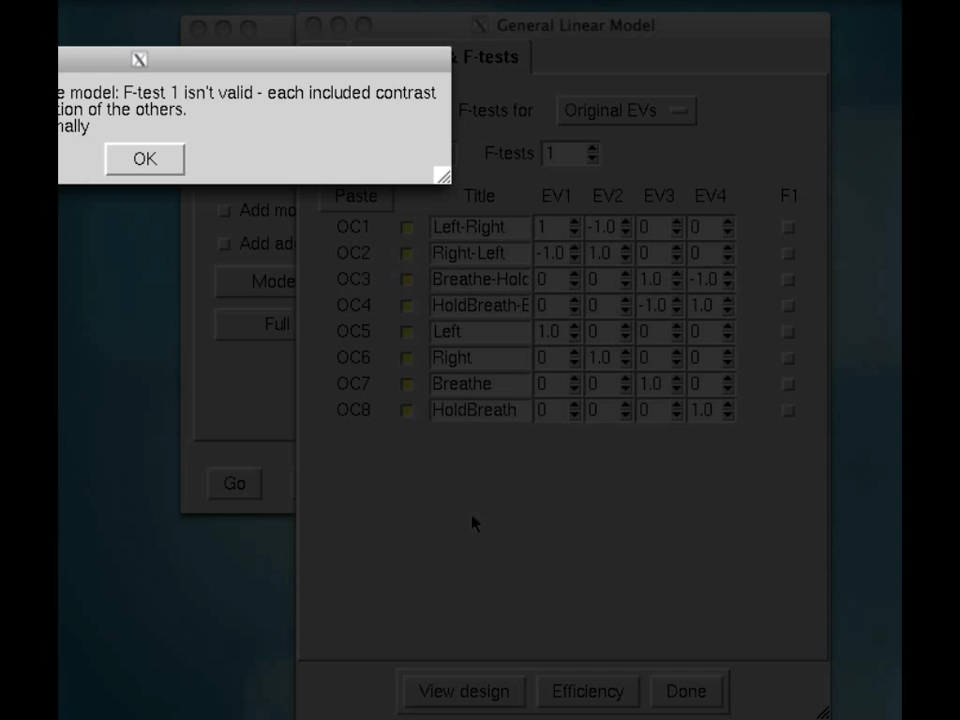 General Linear Model
& F-tests
e model: F-test 1 isn't valid - each included contrast
tion of the others.
nally
OK
F-tests for Original EVs
F-tests 1
Paste Title EV1 EV2 EV3 EV4 F1
OC1 Left-Right 1 -1.0 0 0
OC2 Right-Left -1.0 1.0 0 0
OC3 Breathe-Hold 0 0 1.0 -1.0
OC4 HoldBreath-B 0 0 -1.0 1.0
OC5 Left 1.0 0 0 0
OC6 Right 0 1.0 0 0
OC7 Breathe 0 0 1.0 0
OC8 HoldBreath 0 0 0 1.0
Add mo
Add add
Mode
Full
Go
View design Efficiency Done